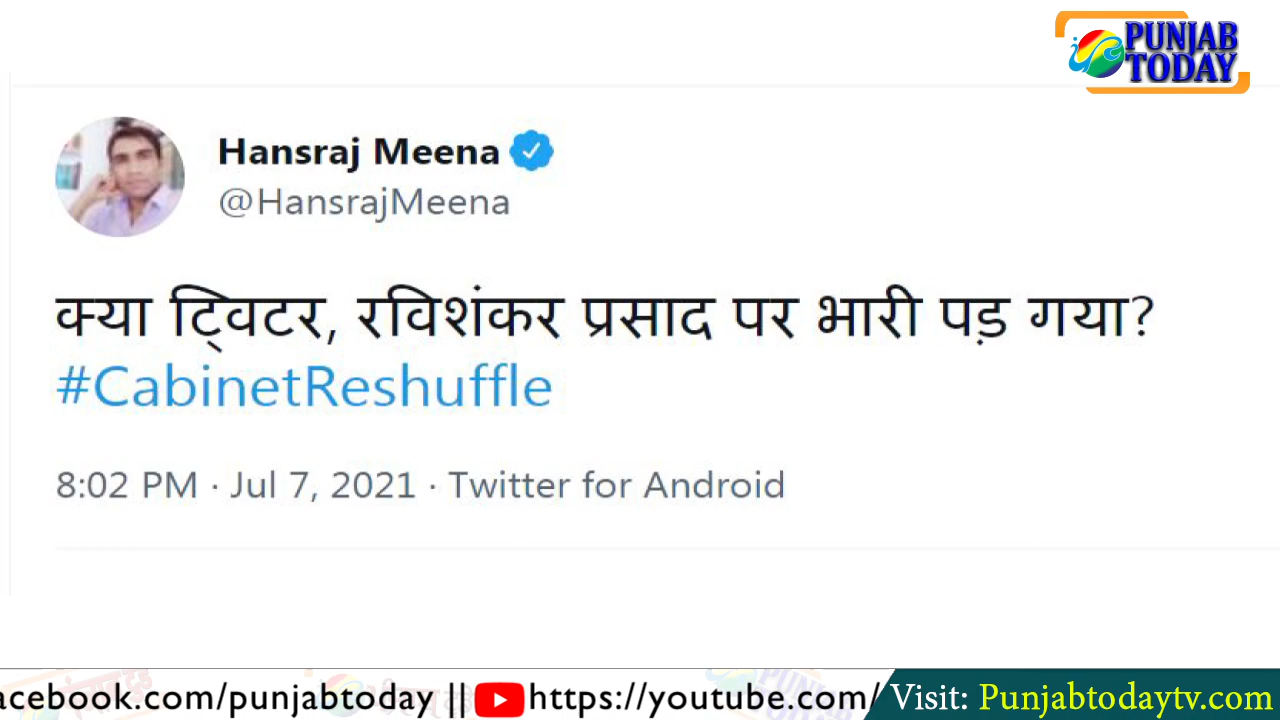 PUNJAB
TODAY
Hansraj Meena
@HansrajMeena
क्या ट्विटर, रविशंकर प्रसाद पर भारी पड़ गया?
#CabinetReshuffle
8:02 PM · Jul 7, 2021 · Twitter for Android
acebook.com/punjabtoday || https://youtube.com/ Visit: Punjabtodaytv.com